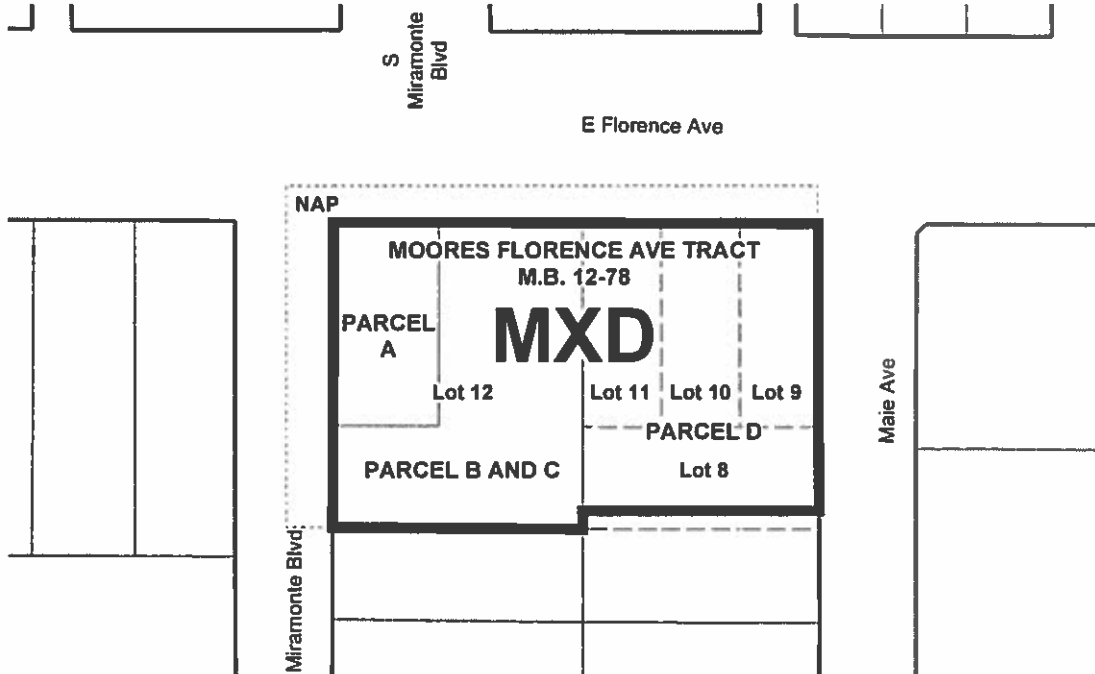 S
Miramonte
Blvd
E Florence Ave
NAP
MOORES FLORENCE AVE TRACT
M.B. 12-78
MXD
PARCEL
A
Lot 12
Lot 11
Lot 10
Lot 9
PARCEL D
PARCEL B AND C
Lot 8
Maie Ave
Miramonte Blvd